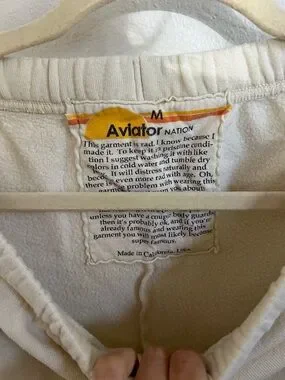 M
Aviator NATION
This garment is rad. I know because I
made it. To keep it in pristine condi-
tion I suggest washing it with like
colors in cold water and tumble dry
It will distress naturally and
become even more rad with age. Oh,
there is problem with wearing this
you about
unless you have a couple body guards
then it's probably ok, and if you're
already famous and wearing this
garment you will most likely become
super famous.
Made in California, USA